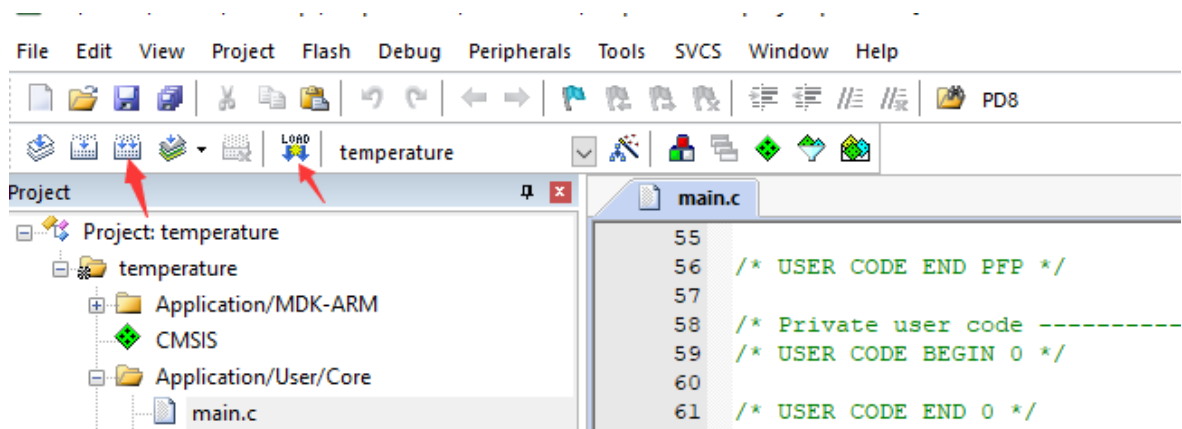 File Edit View Project Flash Debug Peripherals Tools SVCS Window Help
PD8
LOAD temperature
Project
main.c
Project: temperature
temperature
Application/MDK-ARM
CMSIS
Application/User/Core
main.c
55
56 /* USER CODE END PFP */
57
58 /* Private user code ----------
59 /* USER CODE BEGIN 0 */
60
61 /* USER CODE END 0 */